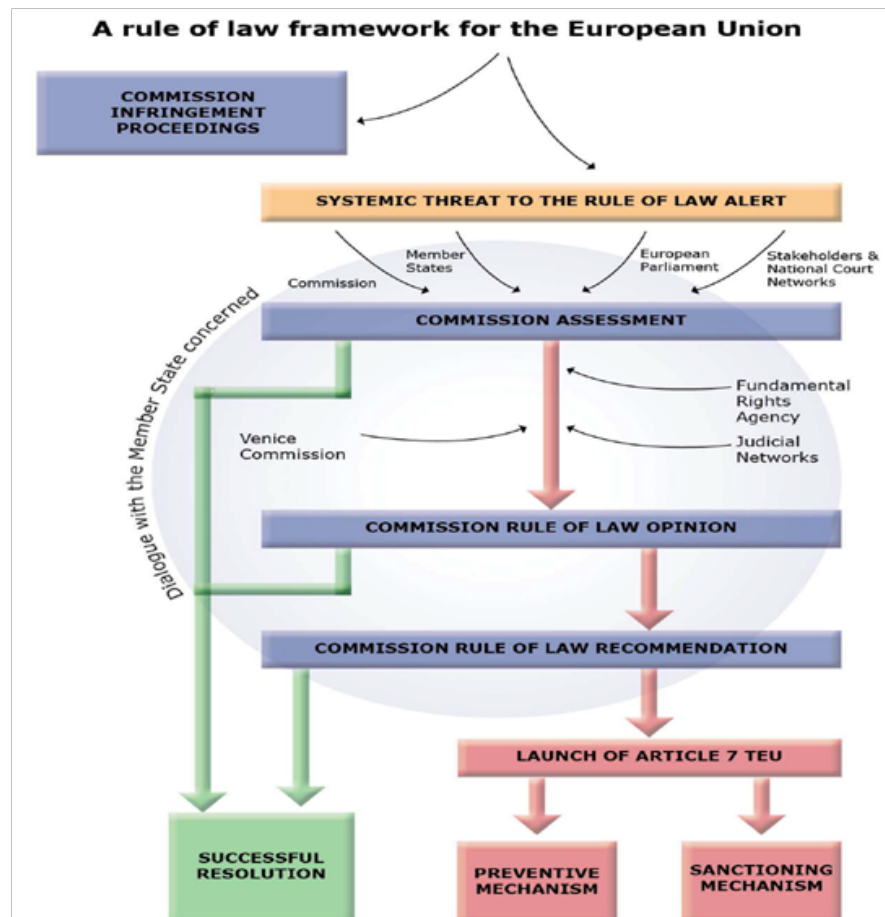 A rule of law framework for the European Union
COMMISSION
INFRINGEMENT
PROCEEDINGS
SYSTEMIC THREAT TO THE RULE OF LAW ALERT
Commission
Member
States
European
Parliament
Stakeholders &
National Court
Networks
COMMISSION ASSESSMENT
Dialogue with the Member State concerned
Fundamental
Rights
Agency
Venice
Commission
Judicial
Networks
COMMISSION RULE OF LAW OPINION
COMMISSION RULE OF LAW RECOMMENDATION
LAUNCH OF ARTICLE 7 TEU
SUCCESSFUL
RESOLUTION
PREVENTIVE
MECHANISM
SANCTIONING
MECHANISM